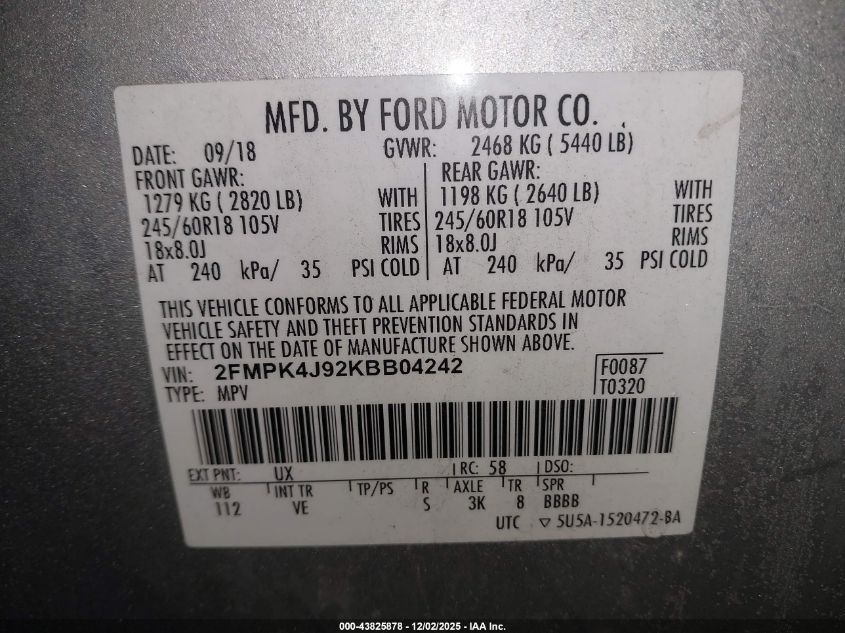 MFD. BY FORD MOTOR CO.
DATE: 09/18 GVWR: 2468 KG ( 5440 LB)
FRONT GAWR: REAR GAWR:
1279 KG ( 2820 LB) WITH 1198 KG ( 2640 LB) WITH
245/60R18 105V TIRES 245/60R18 105V TIRES
18x8.0J RIMS 18x8.0J RIMS
AT 240 kPa/ 35 PSI COLD AT 240 kPa/ 35 PSI COLD
THIS VEHICLE CONFORMS TO ALL APPLICABLE FEDERAL MOTOR
VEHICLE SAFETY AND THEFT PREVENTION STANDARDS IN
EFFECT ON THE DATE OF MANUFACTURE SHOWN ABOVE.
VIN: 2FMPK4J92KBB04242 F0087
TYPE: MPV T0320
EXT PNT: UX RC: 58 DSO:
WB INT TR TP/PS R AXLE TR SPR
112 VE S 3K 8 BBBB
UTC ▽ 5U5A-1520472-BA
000-43825878 - 12/02/2025 - IAA Inc.